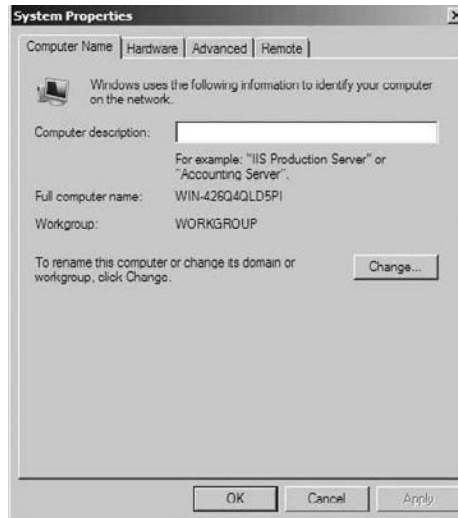 System Properties
Computer Name Hardware Advanced Remote
Windows uses the following information to identify your computer
on the network.
Computer description:
For example: "IIS Production Server" or
"Accounting Server".
Full computer name: WIN-426Q4QLD5PI
Workgroup: WORKGROUP
To rename this computer or change its domain or
workgroup, click Change.
Change...
OK Cancel Apply